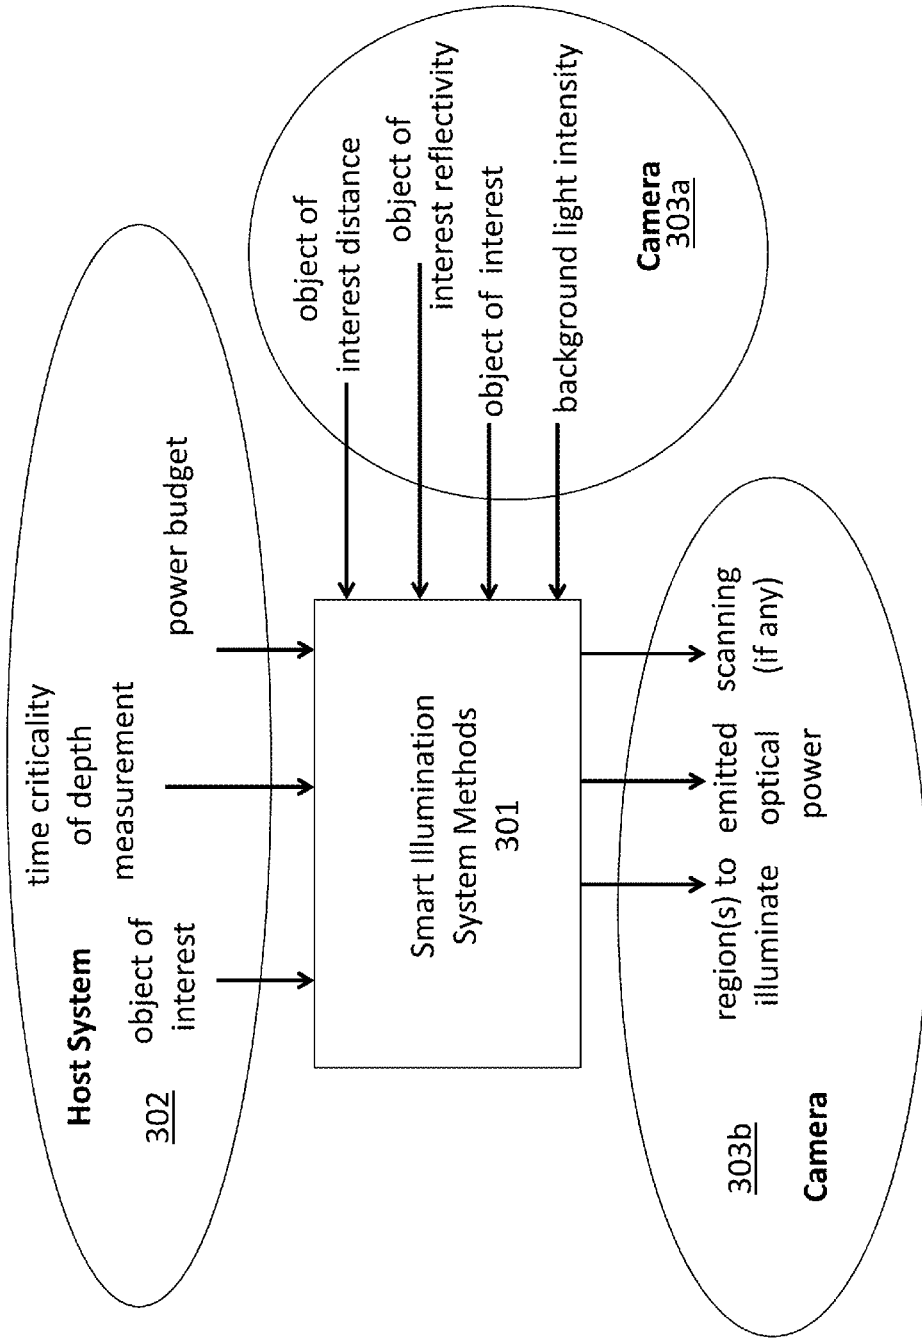 Host System
302
object of
interest
time criticality
of depth
measurement
power budget
Smart Illumination
System Methods
301
object of
interest distance
object of
interest reflectivity
object of interest
background light intensity
Camera
303a
region(s) to
illuminate
emitted
optical
power
scanning
(if any)
303b
Camera